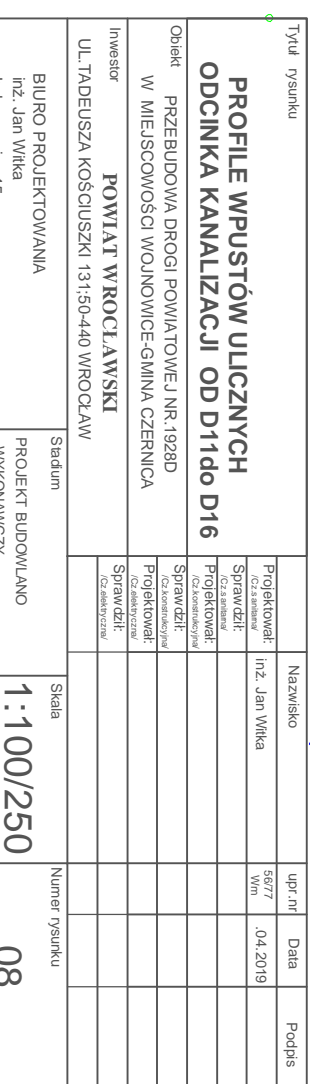 Tytuł rysunku
PROFILE WPUSTÓW ULICZNYCH
ODCINKA KANALIZACJI OD D11do D16
Obiekt PRZEBUDOWA DROGI POWIATOWEJ NR.1928D
W MIEJSCOWOŚCI WOJNOWICE-GMINA CZERNICA
Inwestor POWIAT WROCŁAWSKI
UL.TADEUSZA KOŚCIUSZKI 131;50-440 WROCŁAW
BIURO PROJEKTOWANIA
inż. Jan Witka
Stadium
PROJEKT BUDOWLANO
WYKONAWCZY
Nazwisko upr.nr Data Podpis
Projektował: inż. Jan Witka 56/77 .04.2019
/Cz.sanitarna/ Wm
Sprawdził:
/Cz.sanitarna/
Projektował:
/Cz.konstrukcyjna/
Sprawdził:
/Cz.konstrukcyjna/
Projektował:
/Cz.elektryczna/
Sprawdził:
/Cz.elektryczna/
Skala
1:100/250
Numer rysunku
08